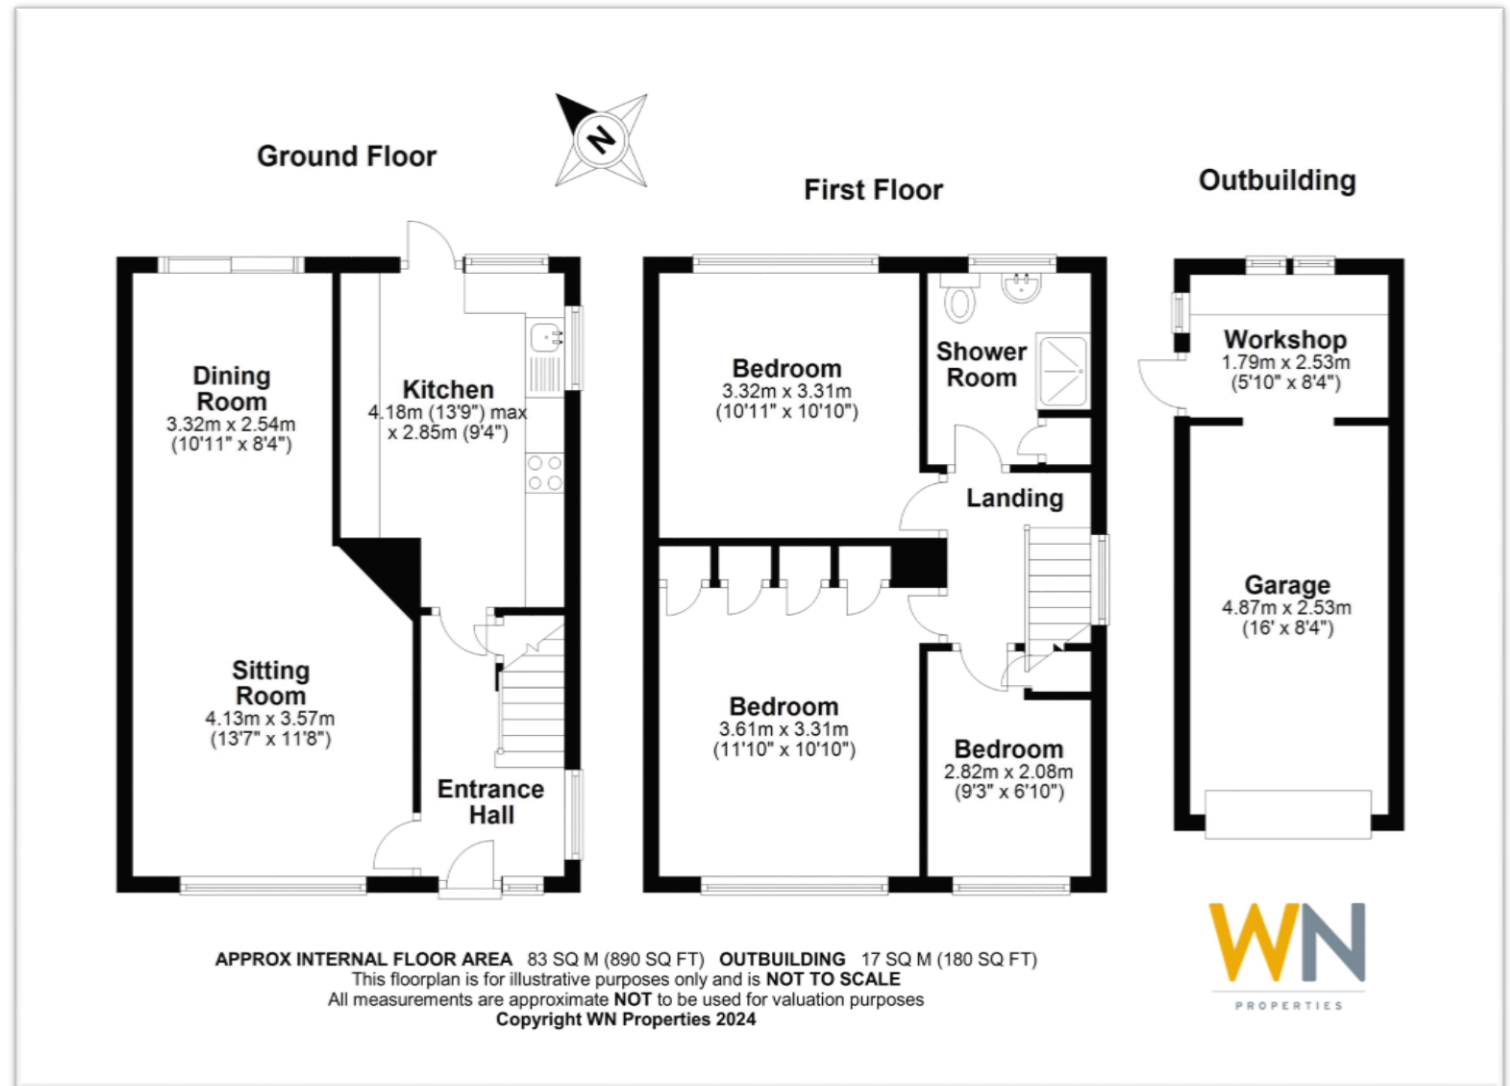 Ground Floor
N
First Floor
Outbuilding
Dining
Room
3.32m x 2.54m
(10'11" x 8'4")
Kitchen
4.18m (13'9") max
x 2.85m (9'4")
Sitting
Room
4.13m x 3.57m
(13'7" x 11'8")
Entrance
Hall
Bedroom
3.32m x 3.31m
(10'11" x 10'10")
Shower
Room
Landing
Bedroom
3.61m x 3.31m
(11'10" x 10'10")
Bedroom
2.82m x 2.08m
(9'3" x 6'10")
Workshop
1.79m x 2.53m
(5'10" x 8'4")
Garage
4.87m x 2.53m
(16' x 8'4")
APPROX INTERNAL FLOOR AREA 83 SQ M (890 SQ FT) OUTBUILDING 17 SQ M (180 SQ FT)
This floorplan is for illustrative purposes only and is NOT TO SCALE
All measurements are approximate NOT to be used for valuation purposes
Copyright WN Properties 2024
WN
PROPERTIES